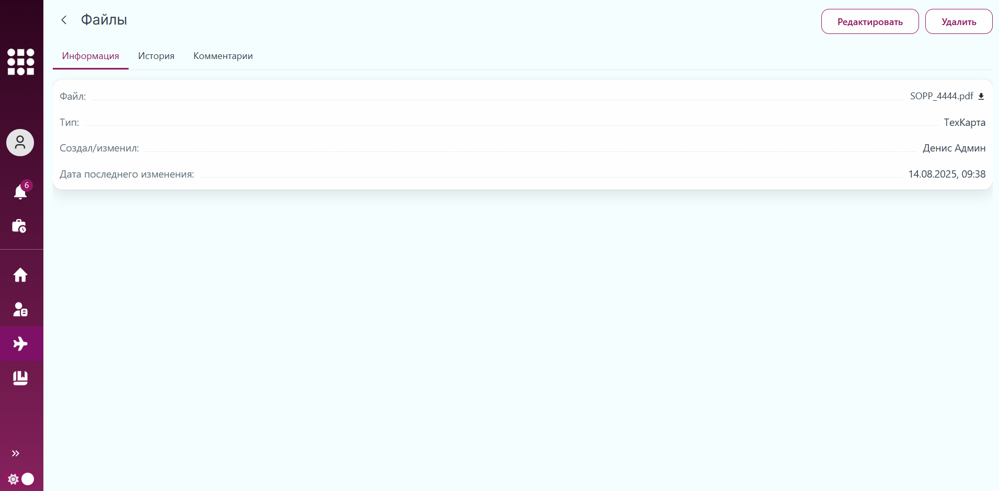 Файлы
Редактировать
Удалить
Информация
История
Комментарии
Файл: SOPP_4444.pdf
Тип: ТехКарта
Создал/изменил: Денис Админ
Дата последнего изменения: 14.08.2025, 09:38
6